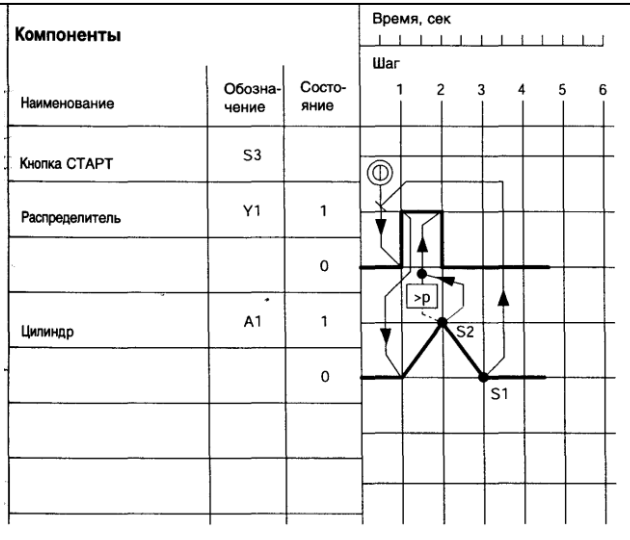 Компоненты
Время, сек
Шаг
Наименование
Обозна-
чение
Состо-
яние
1 2 3 4 5 6
Кнопка СТАРТ S3
Распределитель Y1 1
0
>p
Цилиндр A1 1
S2
0
S1